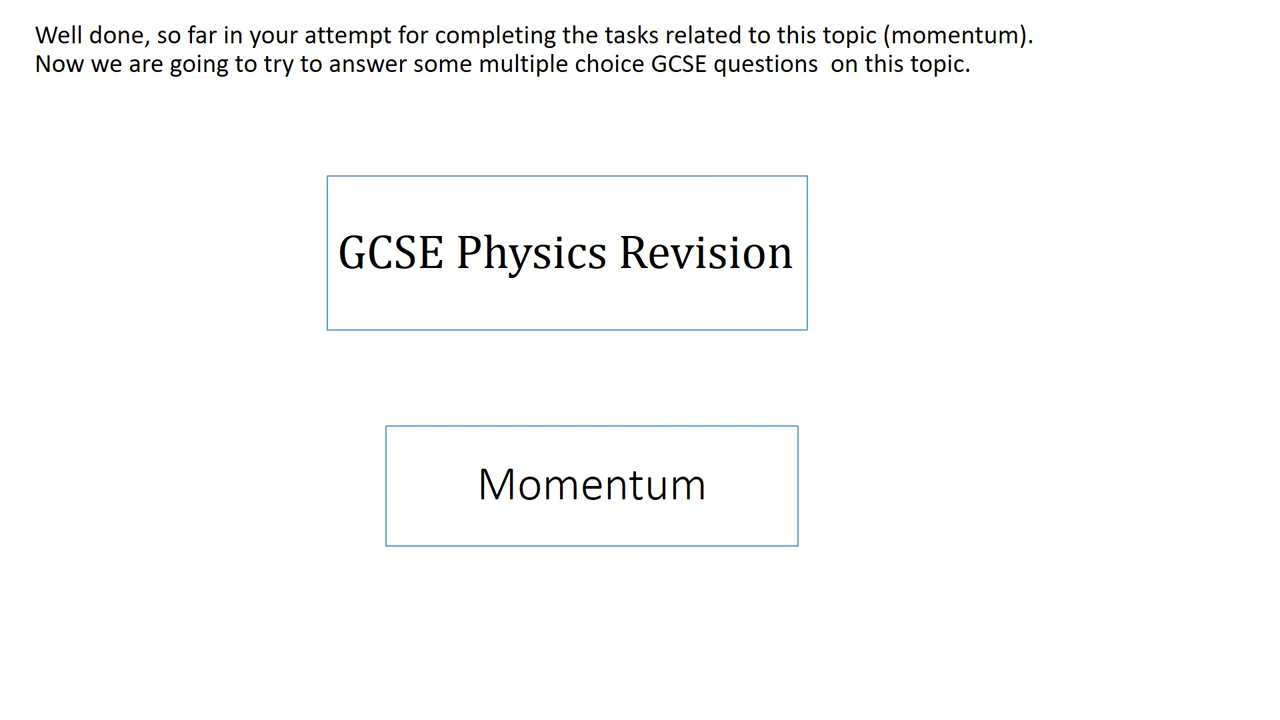 Well done, so far in your attempt for completing the tasks related to this topic (momentum).
Now we are going to try to answer some multiple choice GCSE questions  on this topic.
GCSE Physics Revision
Momentum